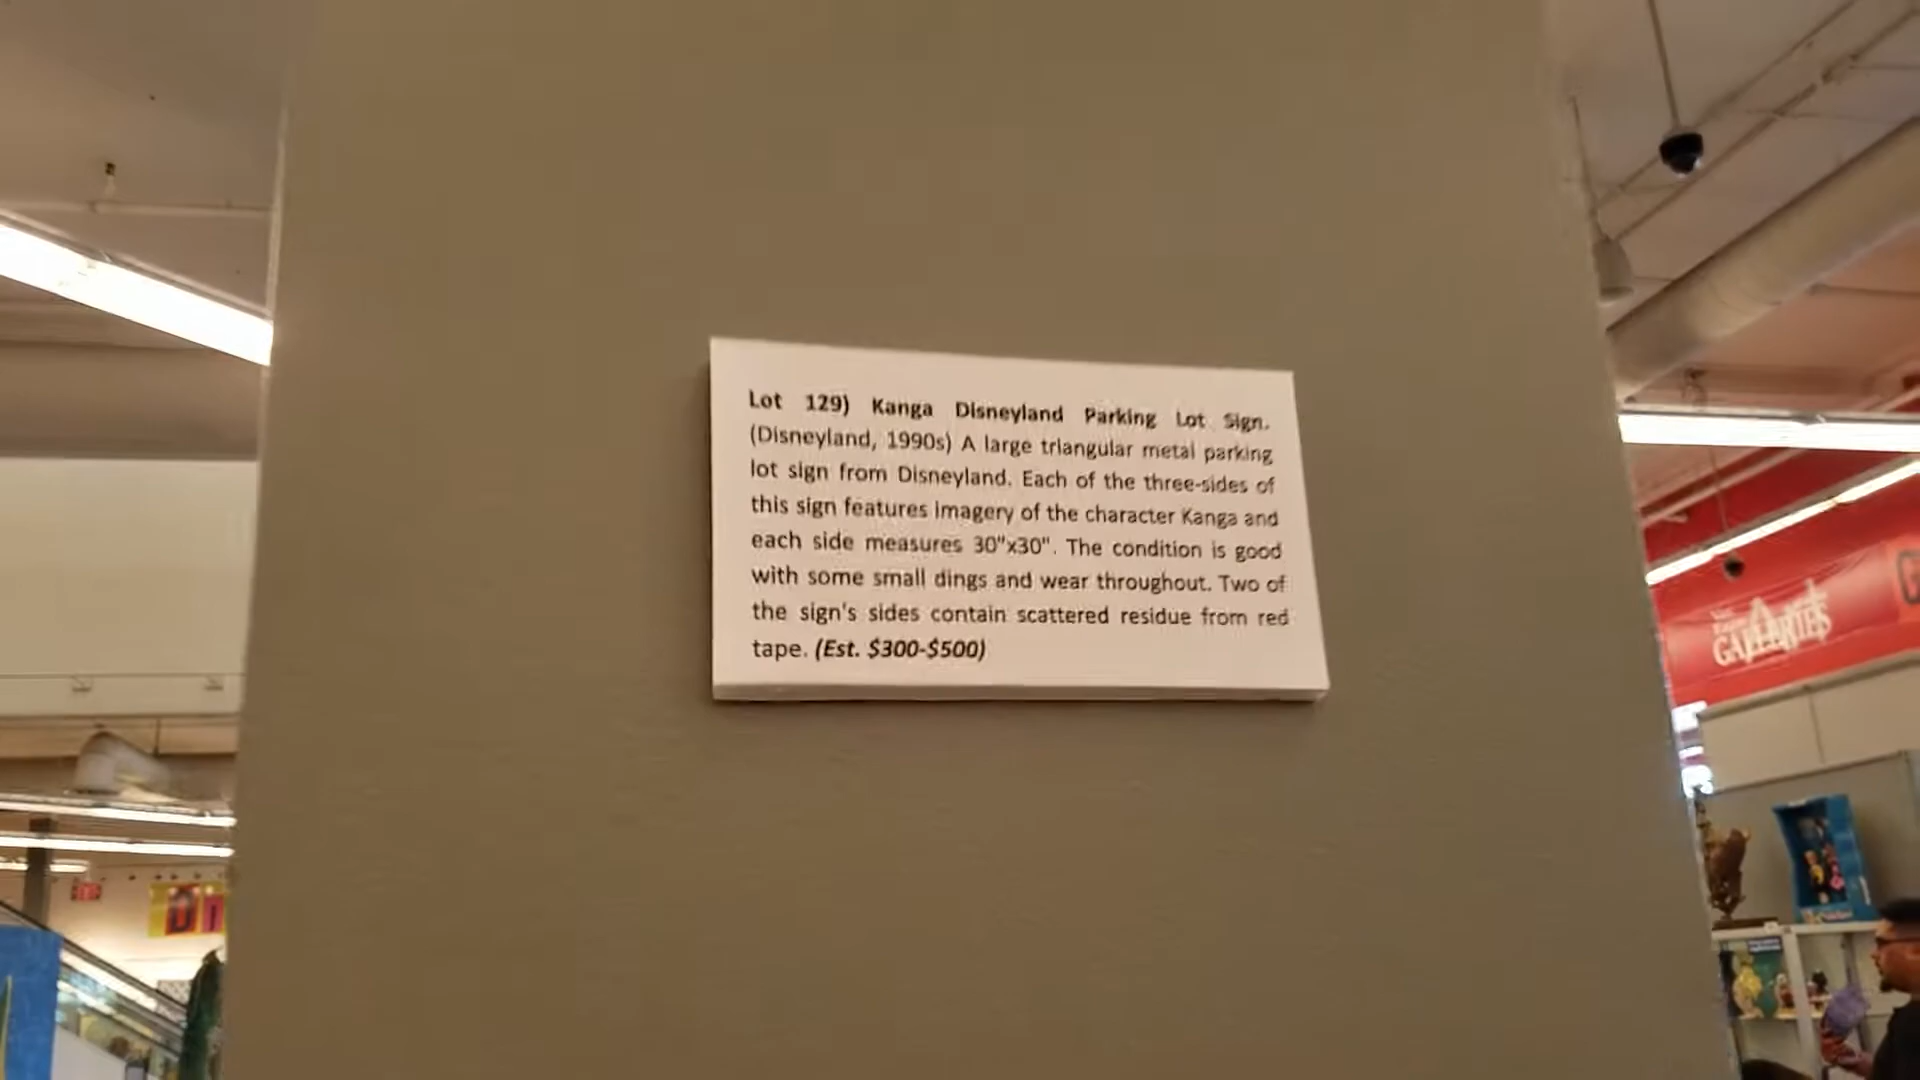 Lot 129) Kanga Disneyland Parking Lot Sign.
(Disneyland, 1990s) A large triangular metal parking
lot sign from Disneyland. Each of the three-sides of
this sign features imagery of the character Kanga and
each side measures 30"x30". The condition is good
with some small dings and wear throughout. Two of
the sign's sides contain scattered residue from red
tape. (Est. $300-$500)
GALLERIES